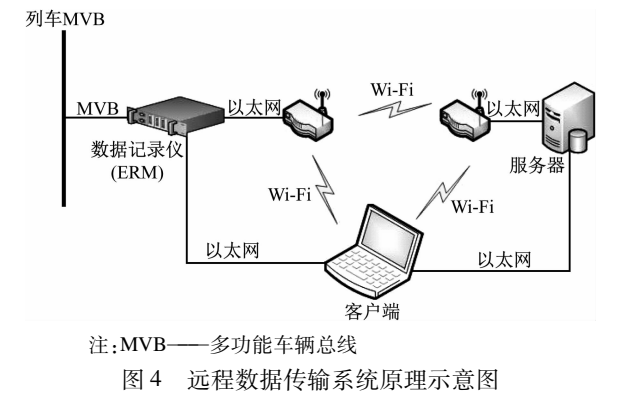 列车MVB
Wi-Fi
MVB
以太网
以太网
数据记录仪
(ERM)
服务器
Wi-Fi
Wi-Fi
以太网
以太网
客户端
注:MVB——多功能车辆总线
图4 远程数据传输系统原理示意图